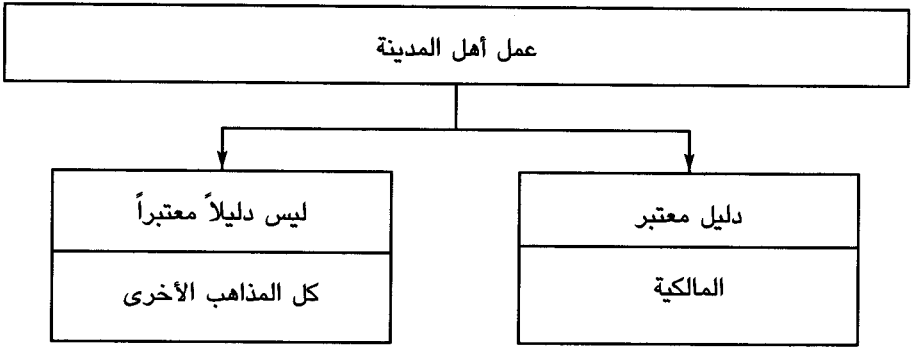 عمل أهل المدينة
دليل معتبر
المالكية
ليس دليلاً معتبراً
كل المذاهب الأخرى